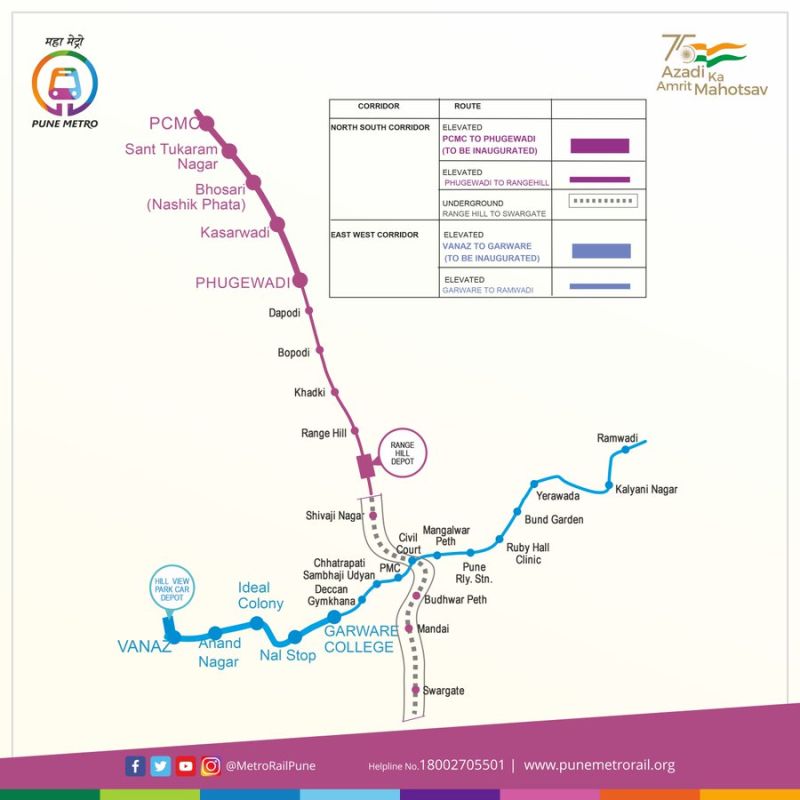 महा मेट्रो
PUNE METRO
75
Azadi Ka
Amrit Mahotsav
CORRIDOR ROUTE
NORTH SOUTH CORRIDOR
ELEVATED
PCMC TO PHUGEWADI
(TO BE INAUGURATED)
ELEVATED
PHUGEWADI TO RANGEHILL
UNDERGROUND
RANGE HILL TO SWARGATE
EAST WEST CORRIDOR
ELEVATED
VANAZ TO GARWARE
(TO BE INAUGURATED)
ELEVATED
GARWARE TO RAMWADI
PCMC
Sant Tukaram
Nagar
Bhosari
(Nashik Phata)
Kasarwadi
PHUGEWADI
Dapodi
Bopodi
Khadki
Range Hill
RANGE
HILL
DEPOT
Shivaji Nagar
Ramwadi
Kalyani Nagar
Yerawada
Bund Garden
Ruby Hall
Clinic
Pune
Rly. Stn.
Mangalwar
Peth
Civil
Court
PMC
Chhatrapati
Sambhaji Udyan
Deccan
Gymkhana
Budhwar Peth
Mandai
Swargate
HILL VIEW
PARK CAR
DEPOT
VANAZ
Anand
Nagar
Ideal
Colony
Nal Stop
GARWARE
COLLEGE
@MetroRailPune
Helpline No.18002705501 | www.punemetrorail.org